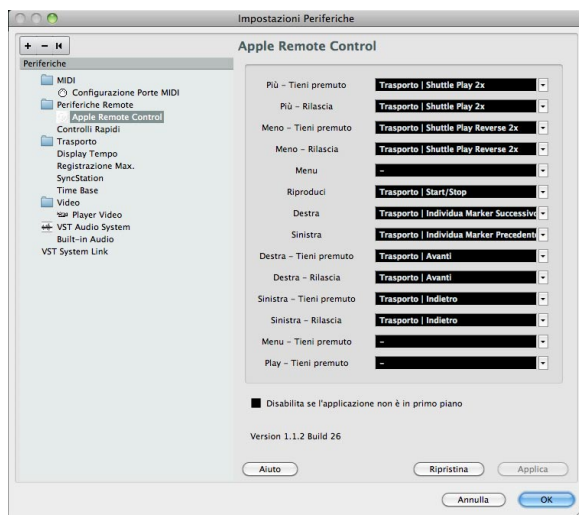 Impostazioni Periferiche
+ -
Periferiche
MIDI
Configurazione Porte MIDI
Periferiche Remote
Apple Remote Control
Controlli Rapidi
Trasporto
Display Tempo
Registrazione Max.
SyncStation
Time Base
Video
Player Video
VST Audio System
Built-in Audio
VST System Link
Apple Remote Control
Più - Tieni premuto Trasporto | Shuttle Play 2x
Più - Rilascia Trasporto | Shuttle Play 2x
Meno - Tieni premuto Trasporto | Shuttle Play Reverse 2x
Meno - Rilascia Trasporto | Shuttle Play Reverse 2x
Menu -
Riproduci Trasporto | Start/Stop
Destra Trasporto | Individua Marker Successivo
Sinistra Trasporto | Individua Marker Precedente
Destra - Tieni premuto Trasporto | Avanti
Destra - Rilascia Trasporto | Avanti
Sinistra - Tieni premuto Trasporto | Indietro
Sinistra - Rilascia Trasporto | Indietro
Menu - Tieni premuto -
Play - Tieni premuto -
Disabilita se l'applicazione non è in primo piano
Version 1.1.2 Build 26
Aiuto Ripristina Applica
Annulla OK